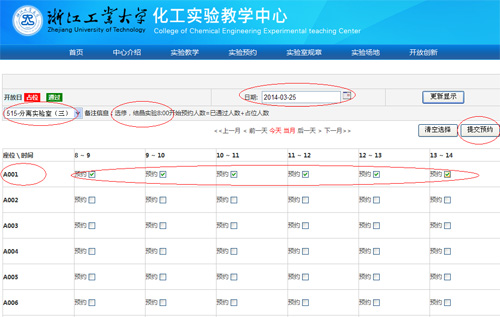 浙江工业大学 化工实验教学中心
Zhejiang University of Technology College of Chemical Engineering Experimental teaching Center
首页 中心介绍 实验教学 实验预约 实验室规章 实验场地 开放创新
开放日 占位 通过 日期: 2014-03-25 更新显示
515-分离实验室（三） 备注信息 选修，结晶实验8:00开始预约人数=已通过人数+占位人数
<<上一月 < 前一天 今天 当月 后一天 > 下一月>> 清空选择 提交预约
座位 \ 时间 8 - 9 9 - 10 10 - 11 11 - 12 12 - 13 13 - 14
A001 预约 预约 预约 预约 预约 预约
A002 预约 预约 预约 预约 预约 预约
A003 预约 预约 预约 预约 预约 预约
A004 预约 预约 预约 预约 预约 预约
A005 预约 预约 预约 预约 预约 预约
A006 预约 预约 预约 预约 预约 预约